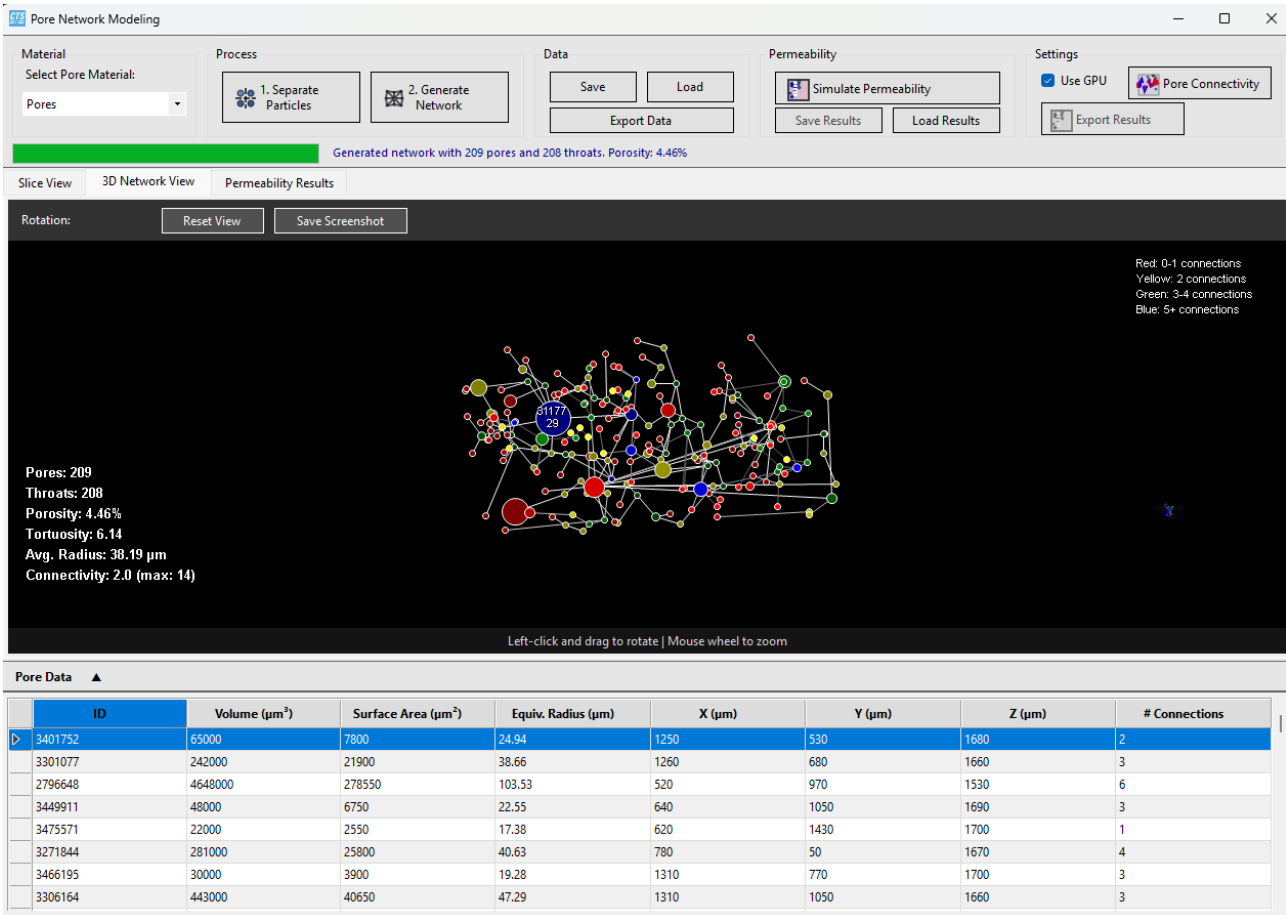 Pore Network Modeling
Material
Process
Data
Permeability
Settings
Select Pore Material:
Pores
1. Separate
Particles
2. Generate
Network
Save
Load
Export Data
Simulate Permeability
Save Results
Load Results
Use GPU
Pore Connectivity
Export Results
Generated network with 209 pores and 208 throats. Porosity: 4.46%
Slice View
3D Network View
Permeability Results
Rotation:
Reset View
Save Screenshot
Red: 0-1 connections
Yellow: 2 connections
Green: 3-4 connections
Blue: 5+ connections
31177
29
Pores: 209
Throats: 208
Porosity: 4.46%
Tortuosity: 6.14
Avg. Radius: 38.19 µm
Connectivity: 2.0 (max: 14)
Left-click and drag to rotate | Mouse wheel to zoom
Pore Data ▲
ID Volume (µm³) Surface Area (µm²) Equiv. Radius (µm) X (µm) Y (µm) Z (µm) # Connections
3401752 65000 7800 24.94 1250 530 1680 2
3301077 242000 21900 38.66 1260 680 1660 3
2796648 4648000 278550 103.53 520 970 1530 6
3449911 48000 6750 22.55 640 1050 1690 3
3475571 22000 2550 17.38 620 1430 1700 1
3271844 281000 25800 40.63 780 50 1670 4
3466195 30000 3900 19.28 1310 770 1700 3
3306164 443000 40650 47.29 1310 1050 1660 3